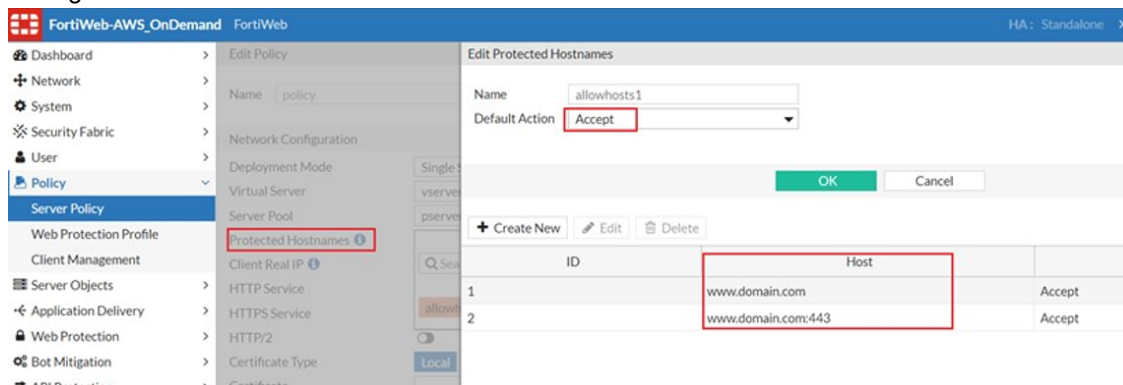 FortiWeb-AWS_OnDemand FortiWeb HA: Standalone
Dashboard
Network
System
Security Fabric
User
Policy
Server Policy
Web Protection Profile
Client Management
Server Objects
Application Delivery
Web Protection
Bot Mitigation
Edit Policy
Name policy
Network Configuration
Deployment Mode Single
Virtual Server
Server Pool
Protected Hostnames
Client Real IP
HTTP Service
HTTPS Service
HTTP/2
Certificate Type Local
Edit Protected Hostnames
Name allowhosts1
Default Action Accept
OK Cancel
Create New Edit Delete
ID Host
1 www.domain.com Accept
2 www.domain.com:443 Accept